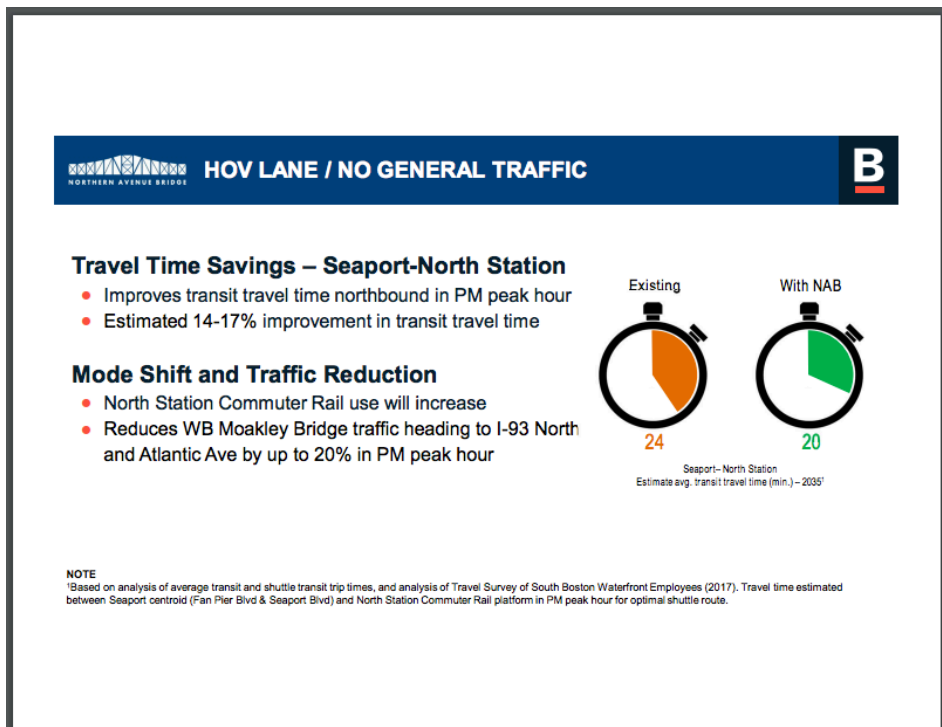 NORTHERN AVENUE BRIDGE
HOV LANE / NO GENERAL TRAFFIC
B
Travel Time Savings – Seaport-North Station
• Improves transit travel time northbound in PM peak hour
• Estimated 14-17% improvement in transit travel time
Mode Shift and Traffic Reduction
• North Station Commuter Rail use will increase
• Reduces WB Moakley Bridge traffic heading to I-93 North
and Atlantic Ave by up to 20% in PM peak hour
Existing
With NAB
24
20
Seaport–North Station
Estimate avg. transit travel time (min.) – 2035¹
NOTE
¹Based on analysis of average transit and shuttle transit trip times, and analysis of Travel Survey of South Boston Waterfront Employees (2017). Travel time estimated
between Seaport centroid (Fan Pier Blvd & Seaport Blvd) and North Station Commuter Rail platform in PM peak hour for optimal shuttle route.